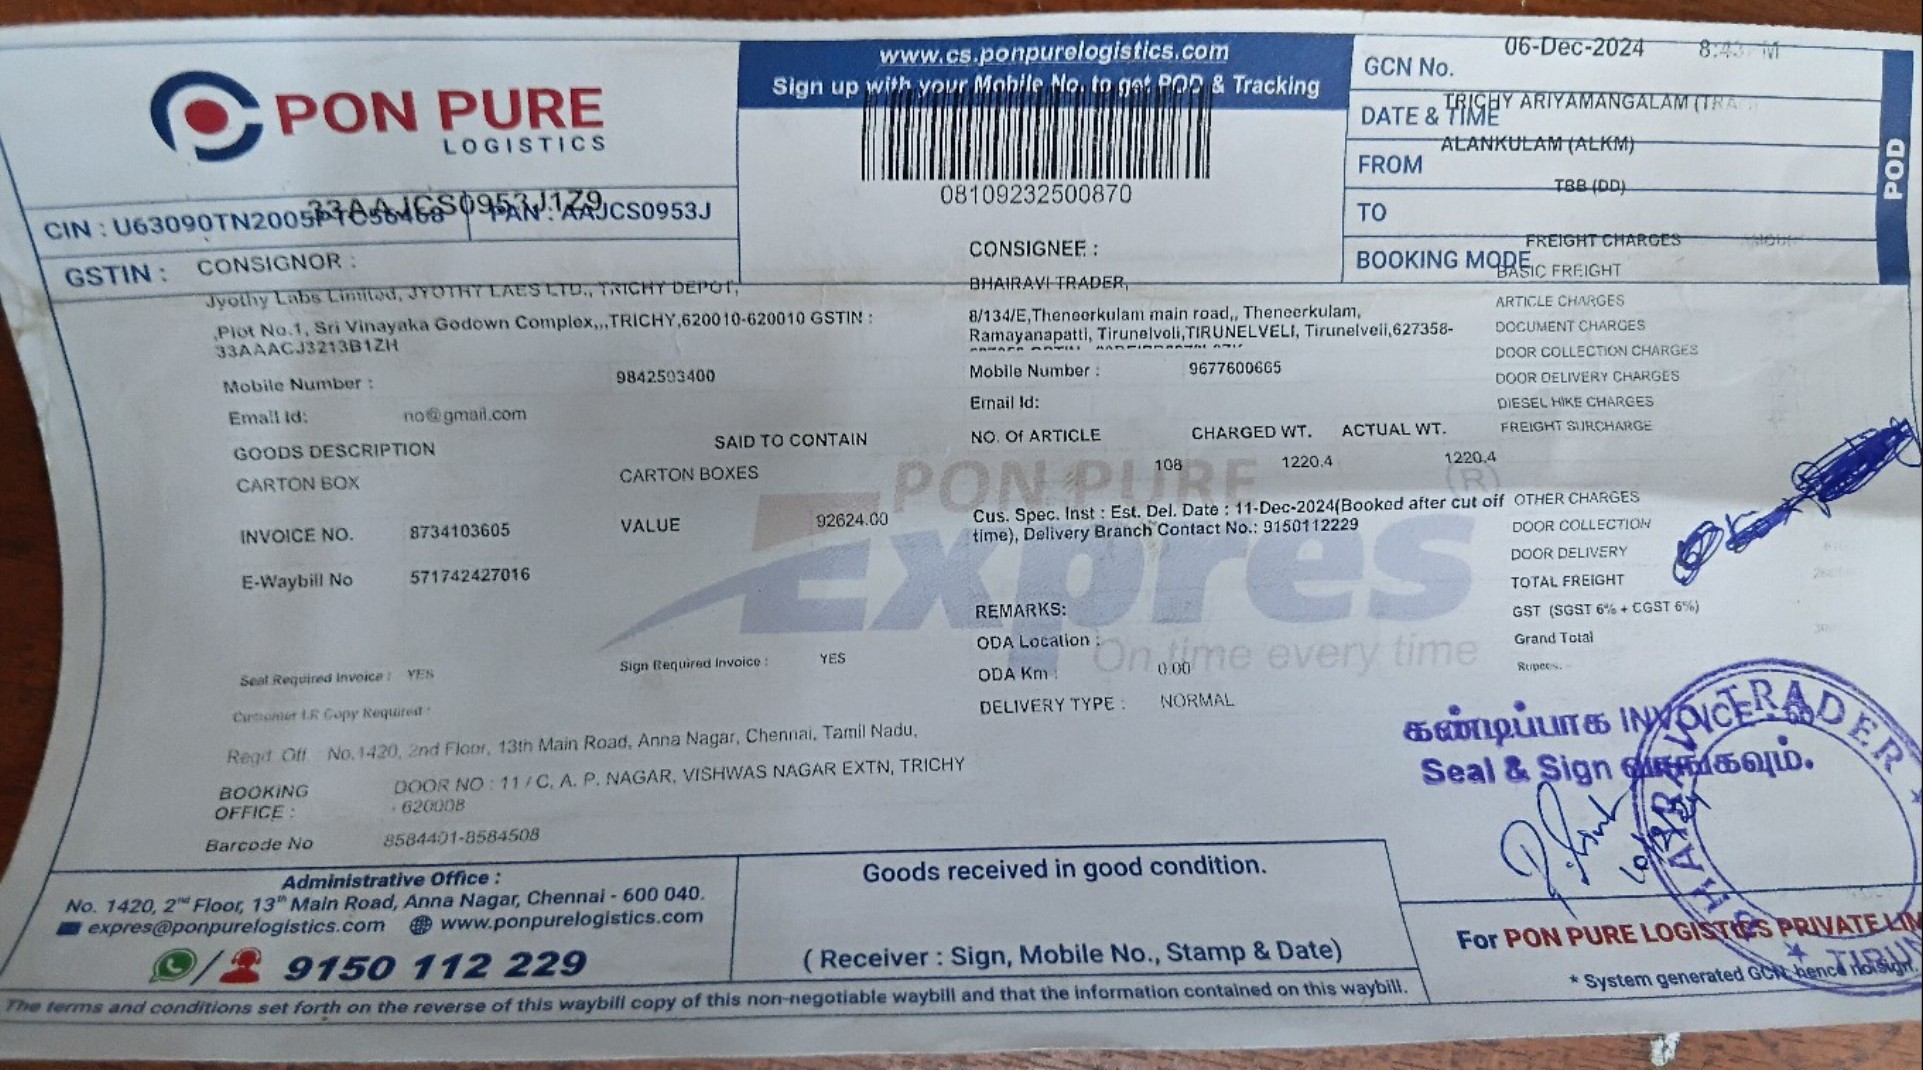 PON PURE
LOGISTICS
www.cs.ponpurelogistics.com
Sign up with your Mobile No. to get POD & Tracking
08109232500870
GCN No.
06-Dec-2024
DATE & TIME
TRICHY ARIYAMANGALAM
FROM
ALANKULAM (ALKM)
TO
TBB (DD)
BOOKING MODE
POD
33AAJCS0953J1Z9
CIN : PAN : AAJCS0953J
GSTIN :
CONSIGNOR :
Jyothy Labs Limited, JYOTHY LABS LTD., TRICHY DEPOT,
,Plot No.1, Sri Vinayaka Godown Complex,,,TRICHY,620010-620010 GSTIN :
33AAACJ3213B1ZH
Mobile Number : 9842503400
Email Id: no@gmail.com
CONSIGNEE :
BHAIRAVI TRADER,
8/134/E,Theneerkulam main road,, Theneerkulam,
Ramayanapatti, Tirunelveli,TIRUNELVELI, Tirunelveli,627358-
Mobile Number : 9677600665
Email Id:
GOODS DESCRIPTION
SAID TO CONTAIN
NO. Of ARTICLE
CHARGED WT.
ACTUAL WT.
CARTON BOX
CARTON BOXES
108
1220.4
1220.4
INVOICE NO. 8734103605
VALUE 92624.00
E-Waybill No 571742427016
Cus. Spec. Inst : Est. Del. Date : 11-Dec-2024(Booked after cut off
time), Delivery Branch Contact No.: 9150112229
PON PURE
Expres
On time every time
REMARKS:
ODA Location :
ODA Km : 0.00
DELIVERY TYPE : NORMAL
Seal Required Invoice : YES
Sign Required Invoice : YES
Customer LR Copy Required :
FREIGHT CHARGES
BASIC FREIGHT
ARTICLE CHARGES
DOCUMENT CHARGES
DOOR COLLECTION CHARGES
DOOR DELIVERY CHARGES
DIESEL HIKE CHARGES
FREIGHT SURCHARGE
OTHER CHARGES
DOOR COLLECTION
DOOR DELIVERY
TOTAL FREIGHT
GST (SGST 6% + CGST 6%)
Grand Total
Rupees.
Regd. Off : No.1420, 2nd Floor, 13th Main Road, Anna Nagar, Chennai, Tamil Nadu,
BOOKING
OFFICE :
DOOR NO : 11 / C, A. P. NAGAR, VISHWAS NAGAR EXTN, TRICHY
- 620008
Barcode No 8584401-8584508
கண்டிப்பாக INVOICE
Seal & Sign வாங்கவும்.
BHAIRAVI TRADER
Administrative Office :
No. 1420, 2nd Floor, 13th Main Road, Anna Nagar, Chennai - 600 040.
expres@ponpurelogistics.com www.ponpurelogistics.com
9150 112 229
Goods received in good condition.
( Receiver : Sign, Mobile No., Stamp & Date)
For PON PURE LOGISTICS PRIVATE
* System generated GCN, hence no sign.
The terms and conditions set forth on the reverse of this waybill copy of this non-negotiable waybill and that the information contained on this waybill.